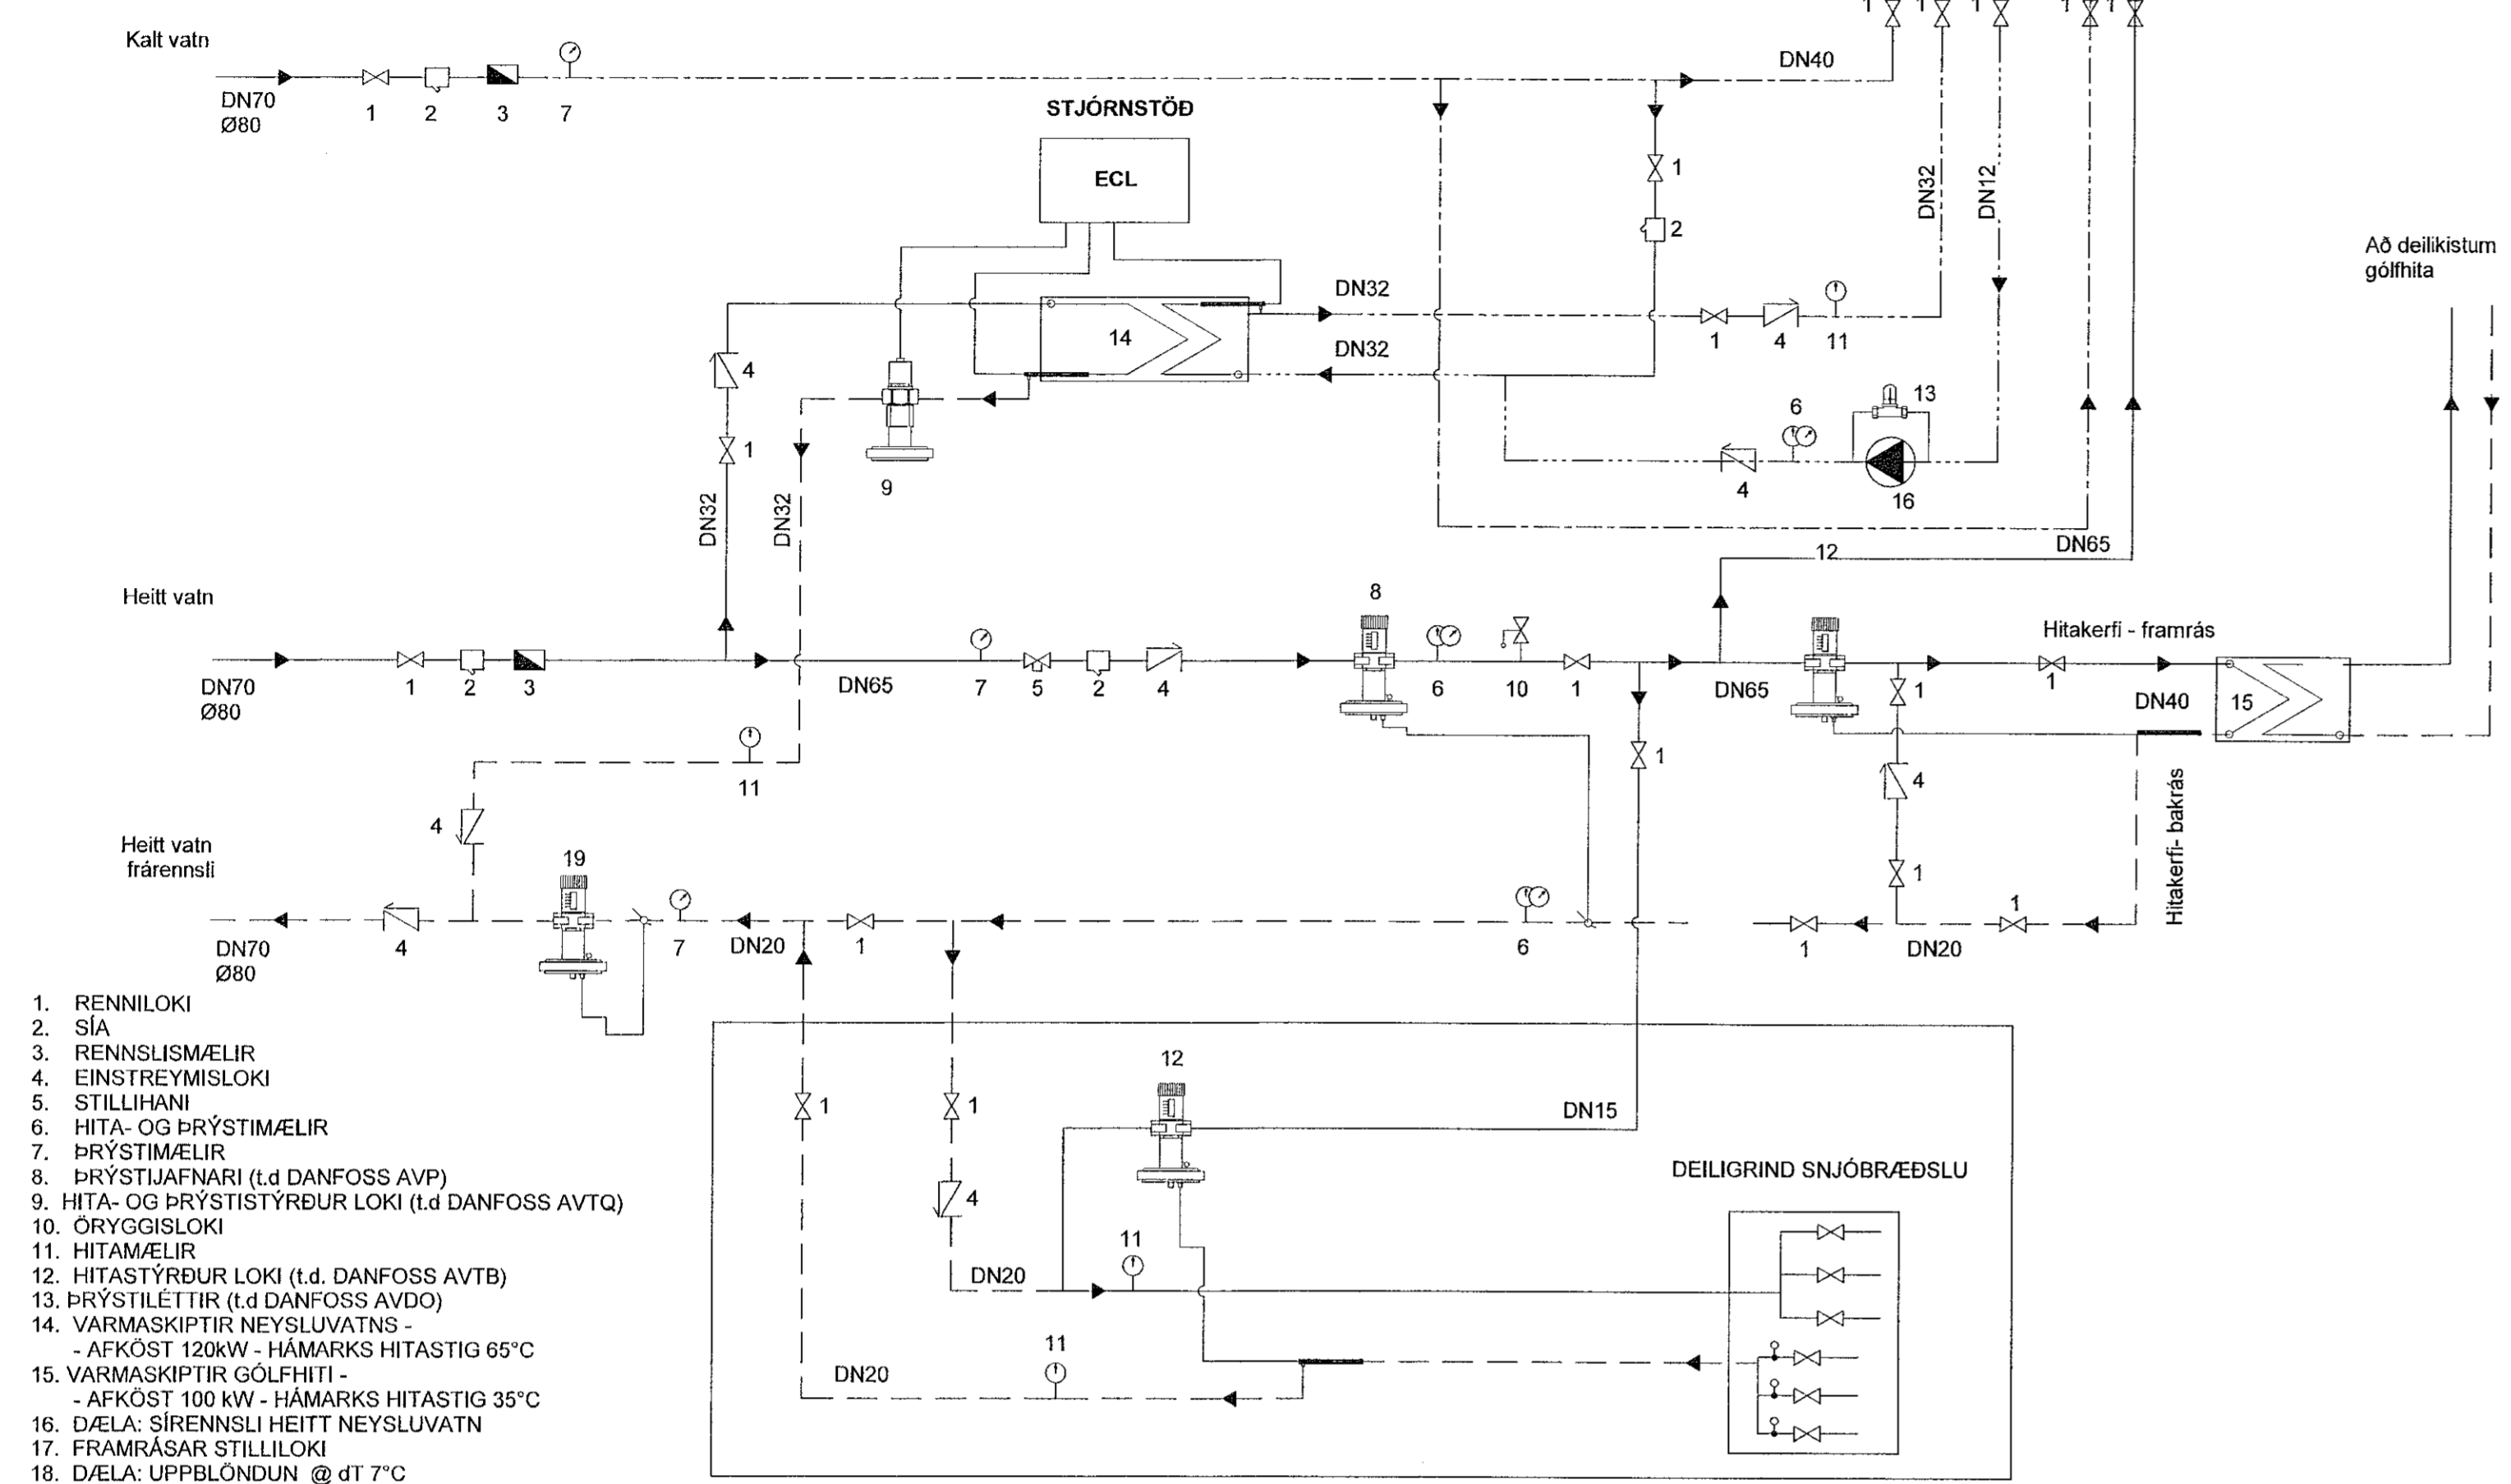 1 1 1 1 1
Kalt vatn
DN40
DN70
Ø80
1 2 3 7
STJÓRNSTÖÐ
ECL
1
2
DN32
DN12
Að deilikistum
gólfhita
DN32
14
1 4 11
DN32
4
1
9
6
13
4
16
DN32
DN32
DN65
12
8
Heitt vatn
Hitakerfi - framrás
DN70
Ø80
1 2 3
DN65
7 5 2 4
6 10 1
DN65
1
1
DN40
15
1
4
11
4
1
Hitakerfi- bakrás
Heitt vatn
frárennsli
19
1
DN70
Ø80
4
7
DN20
1
6
1
DN20
1. RENNILOKI
2. SÍA
3. RENNSLISMÆLIR
4. EINSTREYMISLOKI
5. STILLIHANI
6. HITA- OG ÞRÝSTIMÆLIR
7. ÞRÝSTIMÆLIR
8. ÞRÝSTIJAFNARI (t.d DANFOSS AVP)
9. HITA- OG ÞRÝSTISTÝRÐUR LOKI (t.d DANFOSS AVTQ)
10. ÖRYGGISLOKI
11. HITAMÆLIR
12. HITASTÝRÐUR LOKI (t.d. DANFOSS AVTB)
13. ÞRÝSTILÉTTIR (t.d DANFOSS AVDO)
14. VARMASKIPTIR NEYSLUVATNS -
- AFKÖST 120kW - HÁMARKS HITASTIG 65°C
15. VARMASKIPTIR GÓLFHITI -
- AFKÖST 100 kW - HÁMARKS HITASTIG 35°C
16. DÆLA: SÍRENNSLI HEITT NEYSLUVATN
17. FRAMRÁSAR STILLILOKI
18. DÆLA: UPPBLÖNDUN @ dT 7°C
12
1
1
DN15
4
DEILIGRIND SNJÓBRÆÐSLU
11
DN20
11
DN20